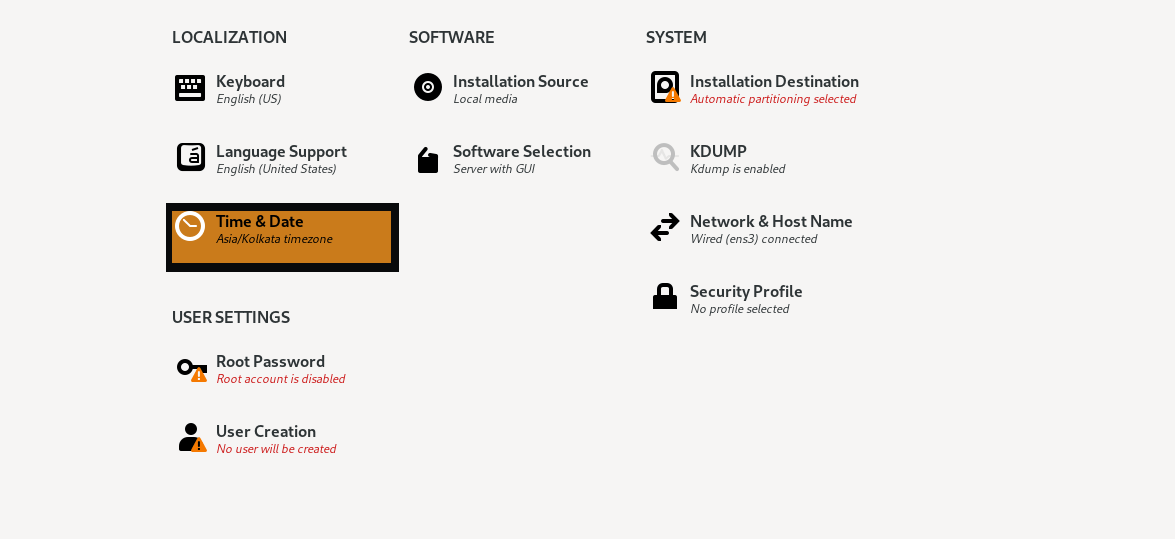 LOCALIZATION
Keyboard
English (US)
Language Support
English (United States)
Time & Date
Asia/Kolkata timezone
USER SETTINGS
Root Password
Root account is disabled
User Creation
No user will be created
SOFTWARE
Installation Source
Local media
Software Selection
Server with GUI
SYSTEM
Installation Destination
Automatic partitioning selected
KDUMP
Kdump is enabled
Network & Host Name
Wired (ens3) connected
Security Profile
No profile selected